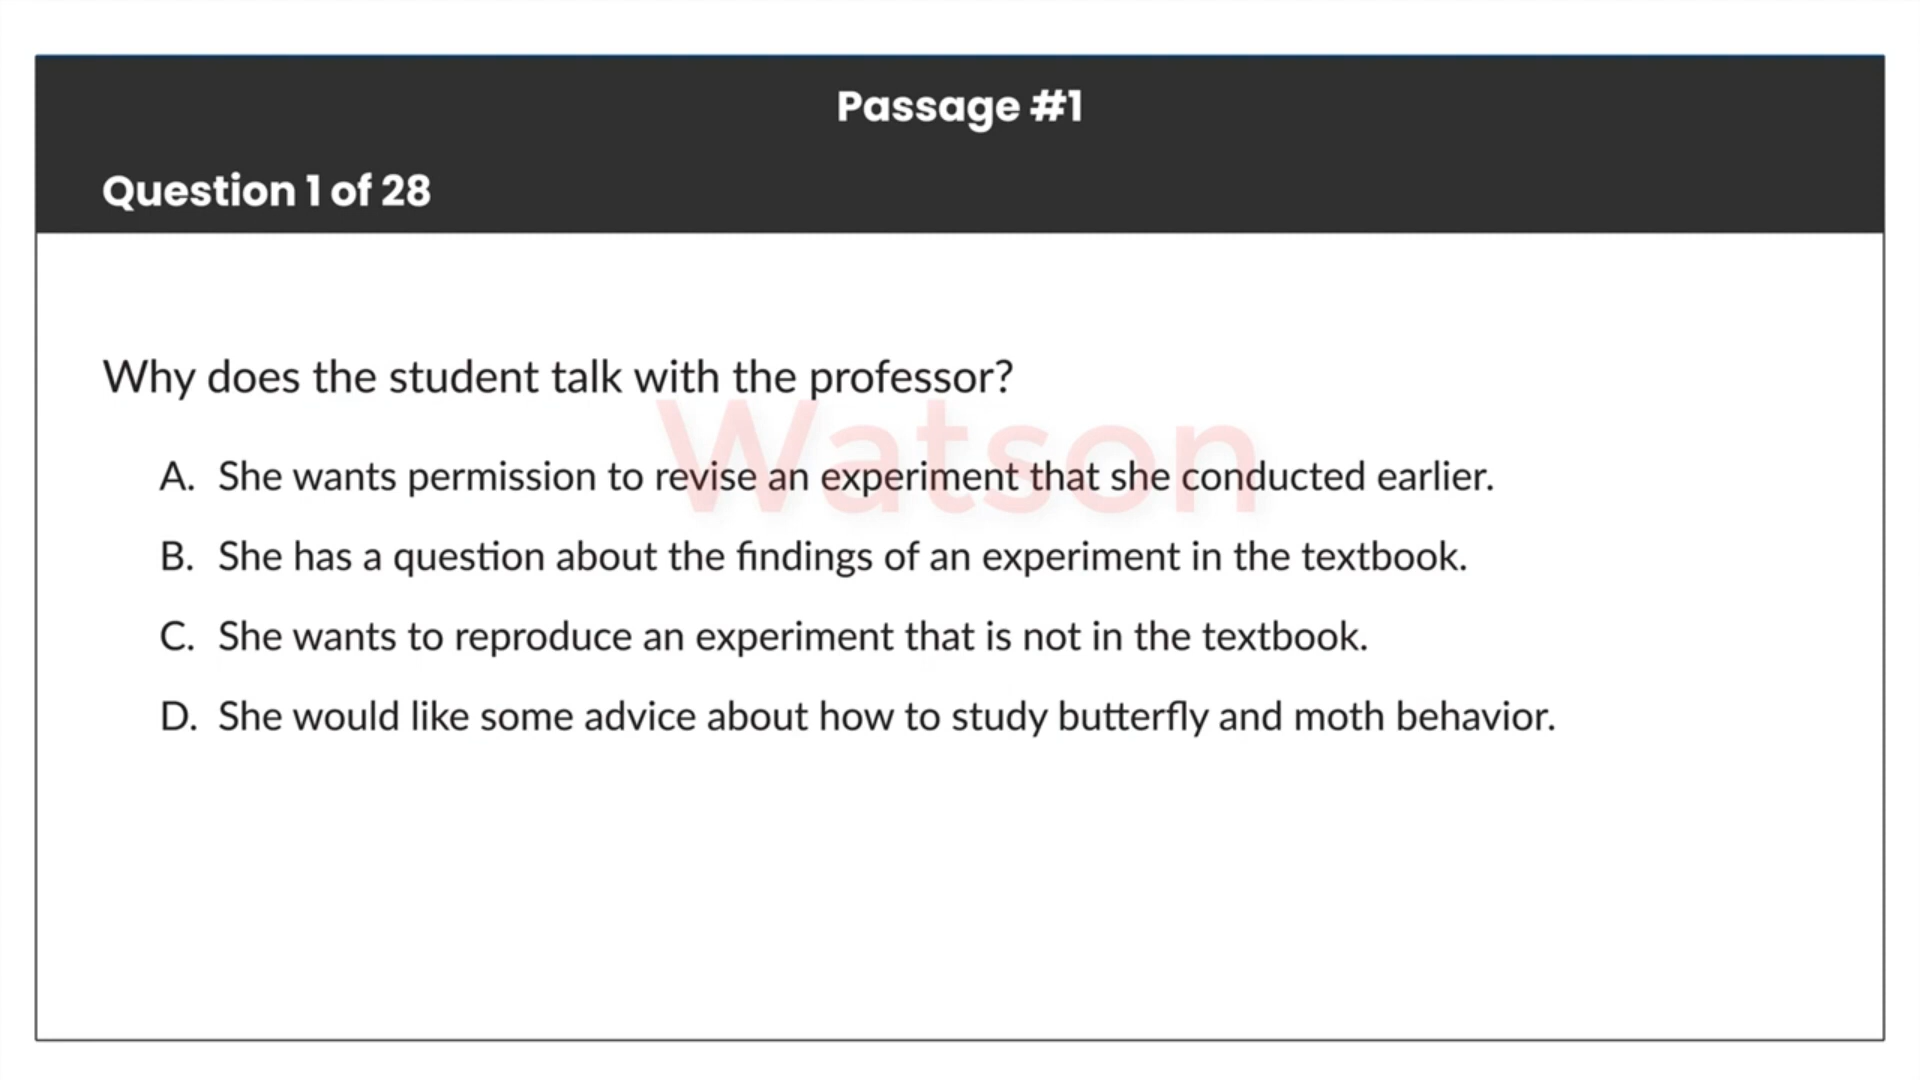 Passage #1
Question 1 of 28
Why does the student talk with the professor?
Watson
A. She wants permission to revise an experiment that she conducted earlier.
B. She has a question about the findings of an experiment in the textbook.
C. She wants to reproduce an experiment that is not in the textbook.
D. She would like some advice about how to study butterfly and moth behavior.